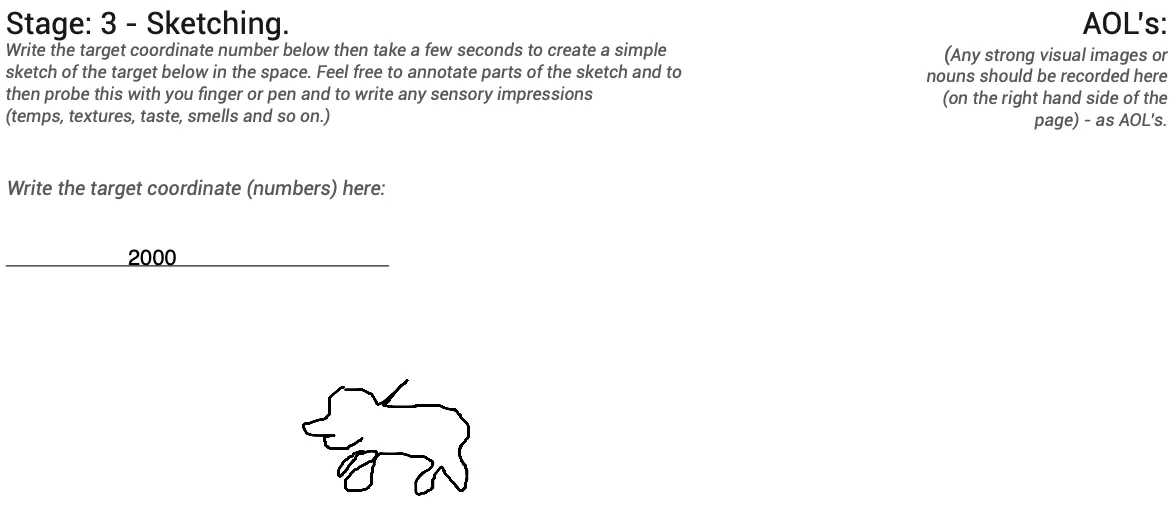 Stage: 3 - Sketching.
Write the target coordinate number below then take a few seconds to create a simple
sketch of the target below in the space. Feel free to annotate parts of the sketch and to
then probe this with you finger or pen and to write any sensory impressions
(temps, textures, taste, smells and so on.)
AOL's:
(Any strong visual images or
nouns should be recorded here
(on the right hand side of the
page) - as AOL's.
Write the target coordinate (numbers) here:
2000